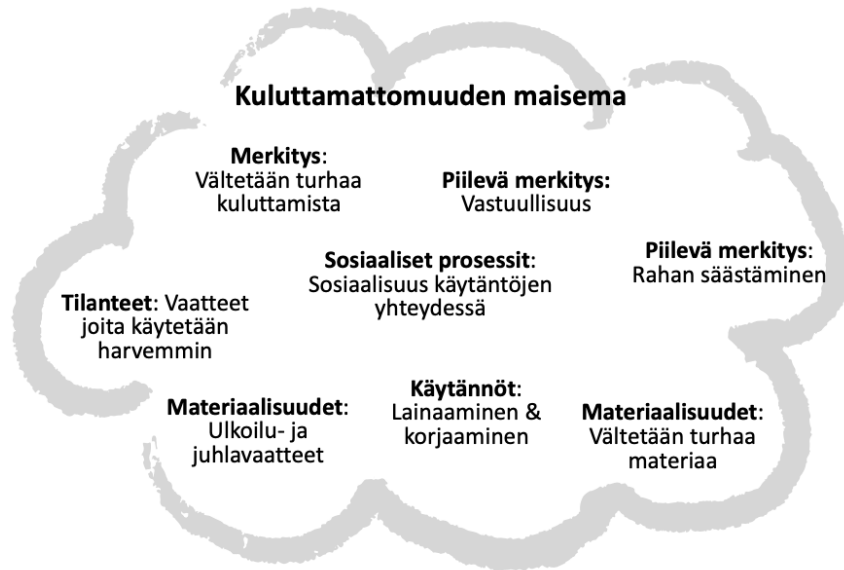 Kuluttamattomuuden maisema
Merkitys:
Vältetään turhaa
kuluttamista
Piilevä merkitys:
Vastuullisuus
Piilevä merkitys:
Rahan säästäminen
Sosiaaliset prosessit:
Sosiaalisuus käytäntöjen
yhteydessä
Tilanteet: Vaatteet
joita käytetään
harvemmin
Materiaalisuudet:
Ulkoilu- ja
juhlavaatteet
Käytännöt:
Lainaaminen &
korjaaminen
Materiaalisuudet:
Vältetään turhaa
materiaa